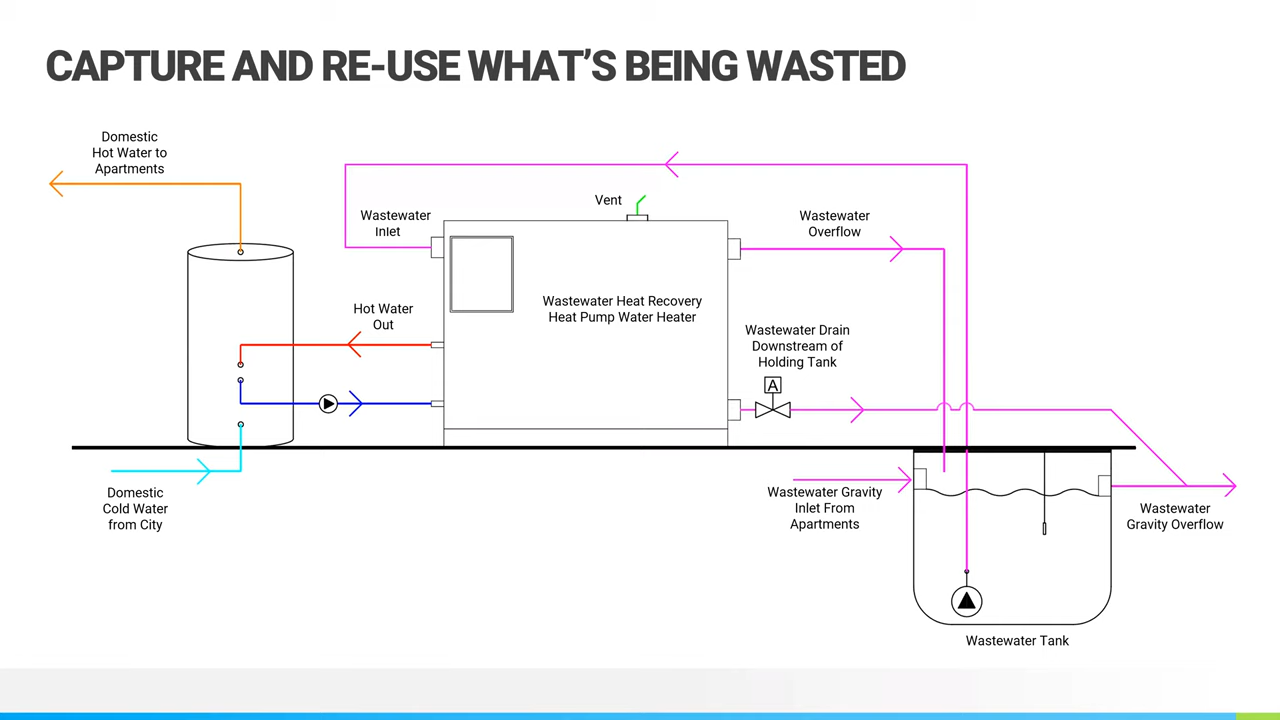 CAPTURE AND RE-USE WHAT'S BEING WASTED
Domestic
Hot Water to
Apartments
Vent
Wastewater
Inlet
Wastewater
Overflow
Hot Water
Out
Wastewater Heat Recovery
Heat Pump Water Heater
Wastewater Drain
Downstream of
Holding Tank
A
Domestic
Cold Water
from City
Wastewater Gravity
Inlet From
Apartments
Wastewater
Gravity Overflow
Wastewater Tank